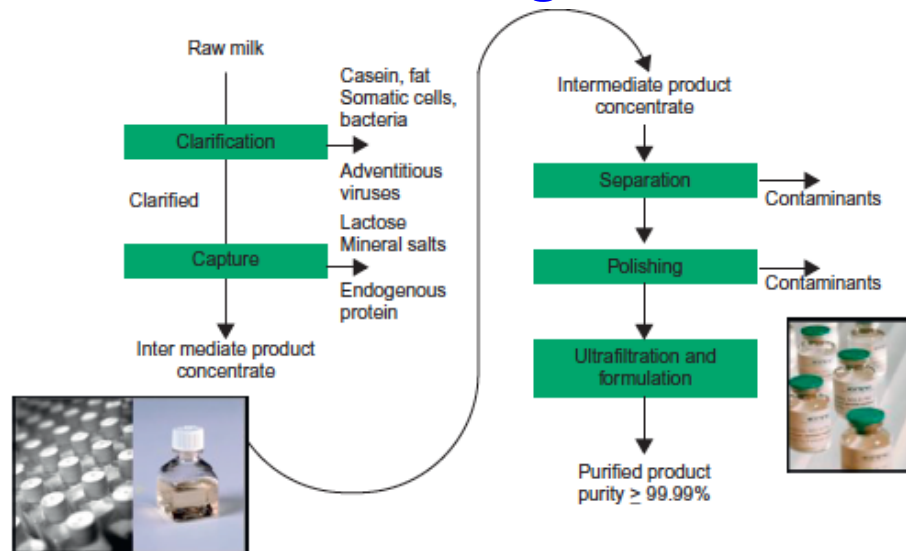 Raw milk
Casein, fat
Somatic cells,
bacteria
Clarification
Adventitious
viruses
Clarified
Lactose
Mineral salts
Capture
Endogenous
protein
Inter mediate product
concentrate
Intermediate product
concentrate
Separation
Contaminants
Polishing
Contaminants
Ultrafiltration and
formulation
Purified product
purity ≥ 99.99%